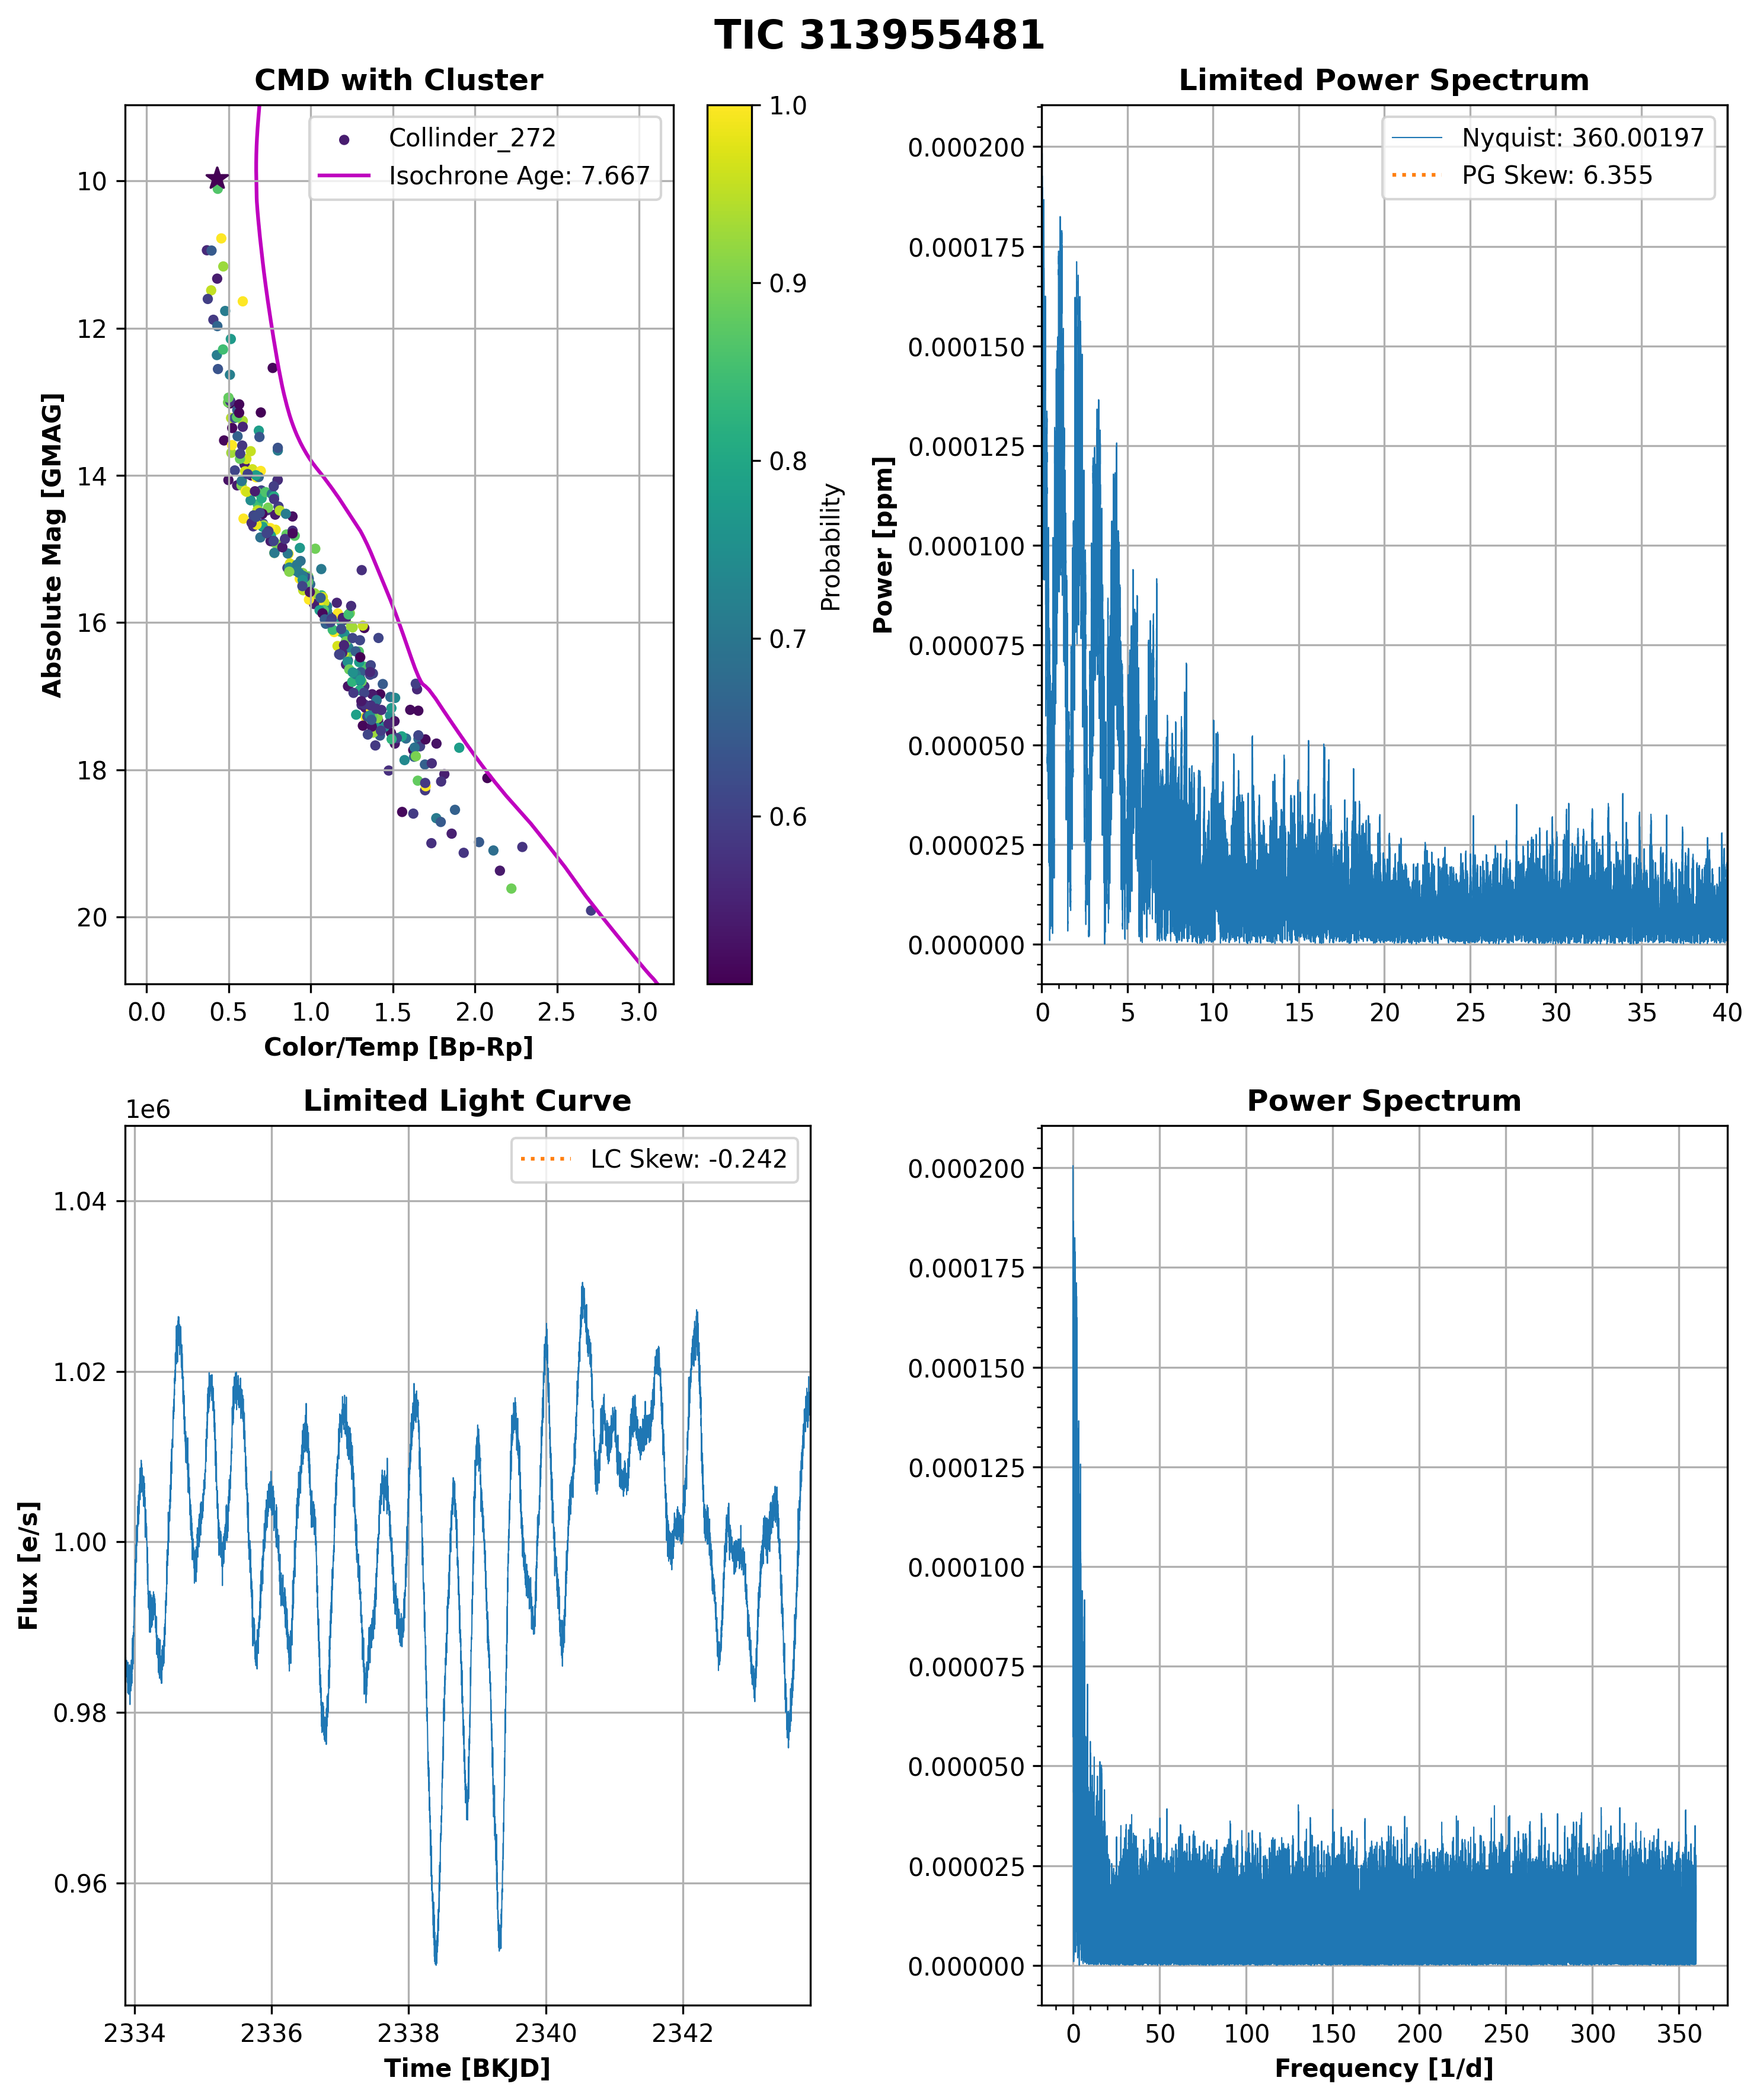 TIC 313955481
CMD with Cluster
Collinder_272
Isochrone Age: 7.667
10
12
14
16
18
20
Absolute Mag [GMAG]
0.0 0.5 1.0 1.5 2.0 2.5 3.0
Color/Temp [Bp-Rp]
1.0
0.9
0.8
0.7
0.6
Probability
Limited Power Spectrum
Nyquist: 360.00197
PG Skew: 6.355
0.000200
0.000175
0.000150
0.000125
0.000100
0.000075
0.000050
0.000025
0.000000
Power [ppm]
0 5 10 15 20 25 30 35 40
Limited Light Curve
1e6
LC Skew: -0.242
1.04
1.02
1.00
0.98
0.96
Flux [e/s]
2334 2336 2338 2340 2342
Time [BKJD]
Power Spectrum
0.000200
0.000175
0.000150
0.000125
0.000100
0.000075
0.000050
0.000025
0.000000
0 50 100 150 200 250 300 350
Frequency [1/d]